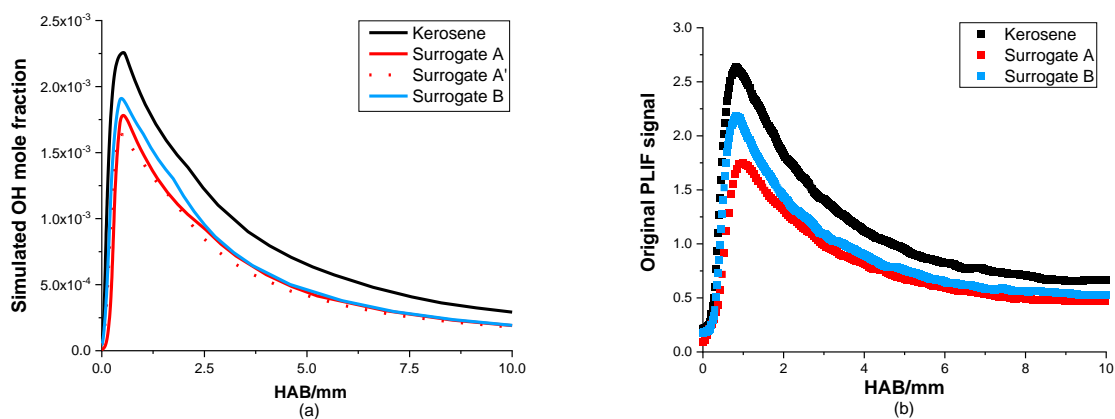 2.5x10⁻³
2.0x10⁻³
1.5x10⁻³
1.0x10⁻³
5.0x10⁻⁴
0.0
Simulated OH mole fraction
Kerosene
Surrogate A
Surrogate A'
Surrogate B
0.0 2.5 5.0 7.5 10.0
HAB/mm
(a)
3.0
2.5
2.0
1.5
1.0
0.5
0.0
Original PLIF signal
Kerosene
Surrogate A
Surrogate B
0 2 4 6 8 10
HAB/mm
(b)